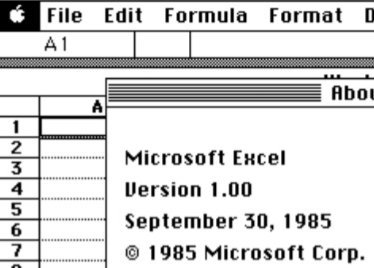 File Edit Formula Format D
A1
Abou
A
1
2
3
4
5
6
7
Microsoft Excel
Version 1.00
September 30, 1985
© 1985 Microsoft Corp.